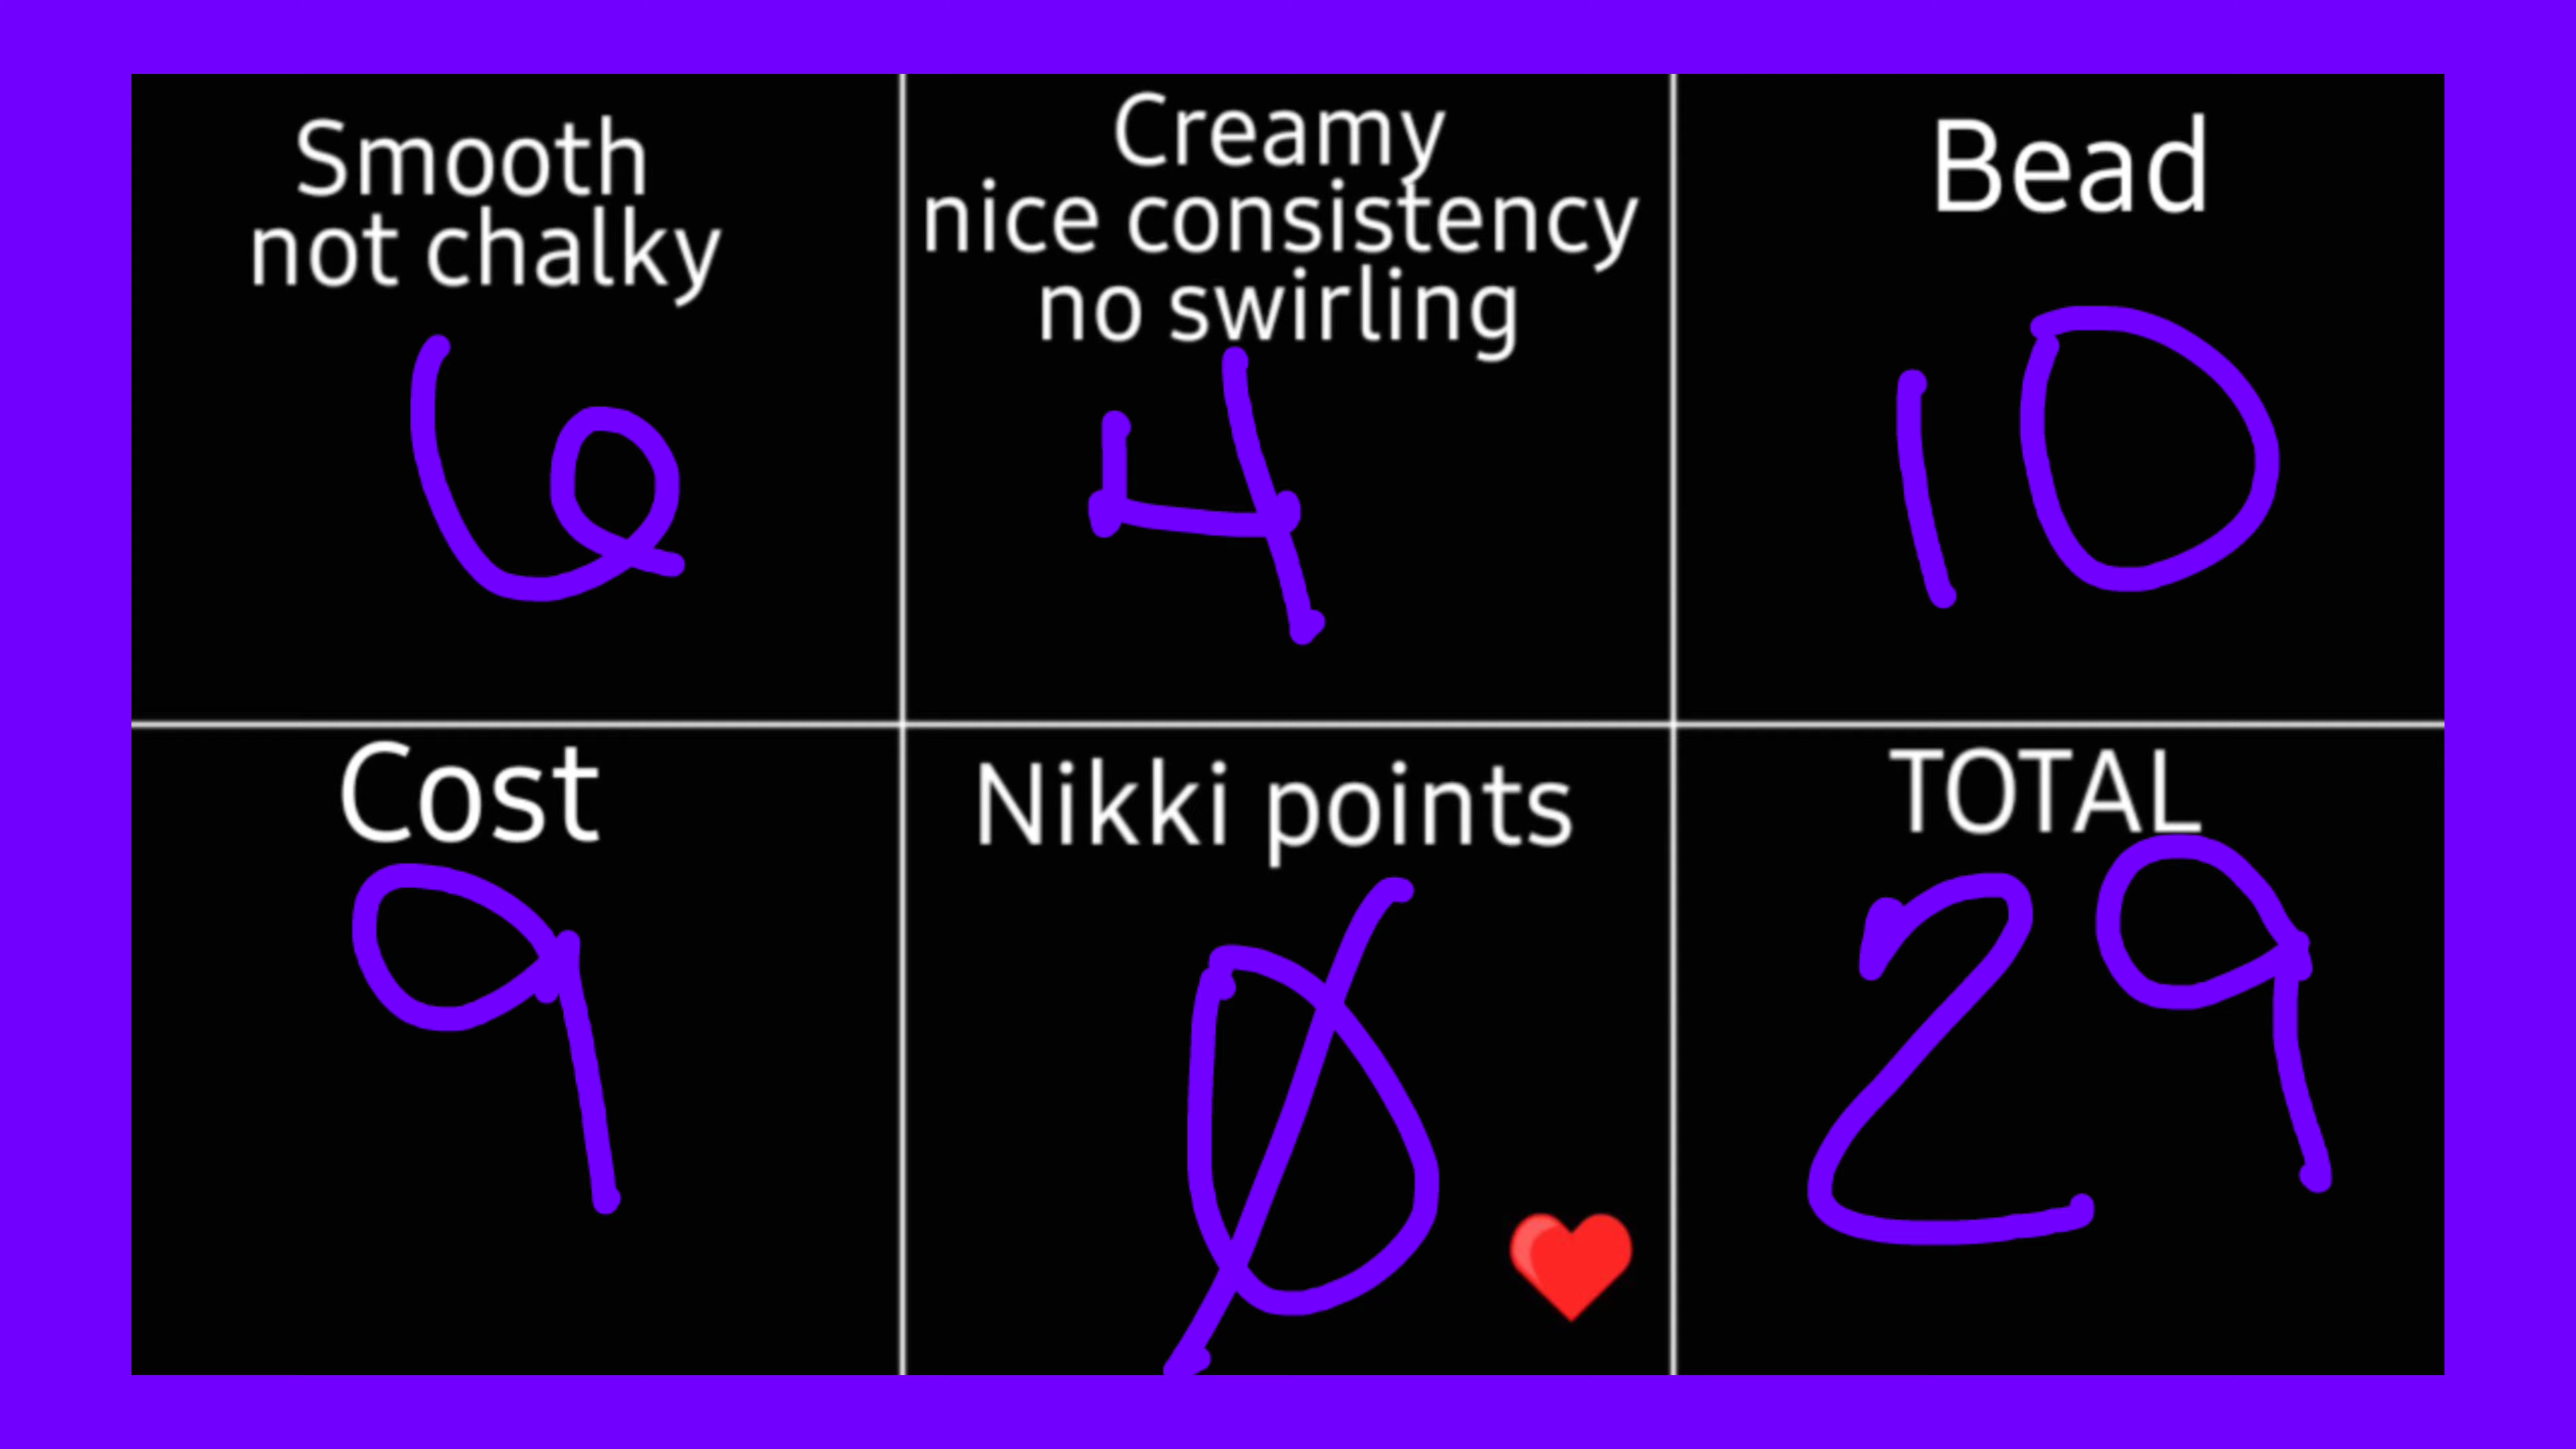 Smooth
not chalky
6
Creamy
nice consistency
no swirling
4
Bead
10
Cost
9
Nikki points
0
TOTAL
29